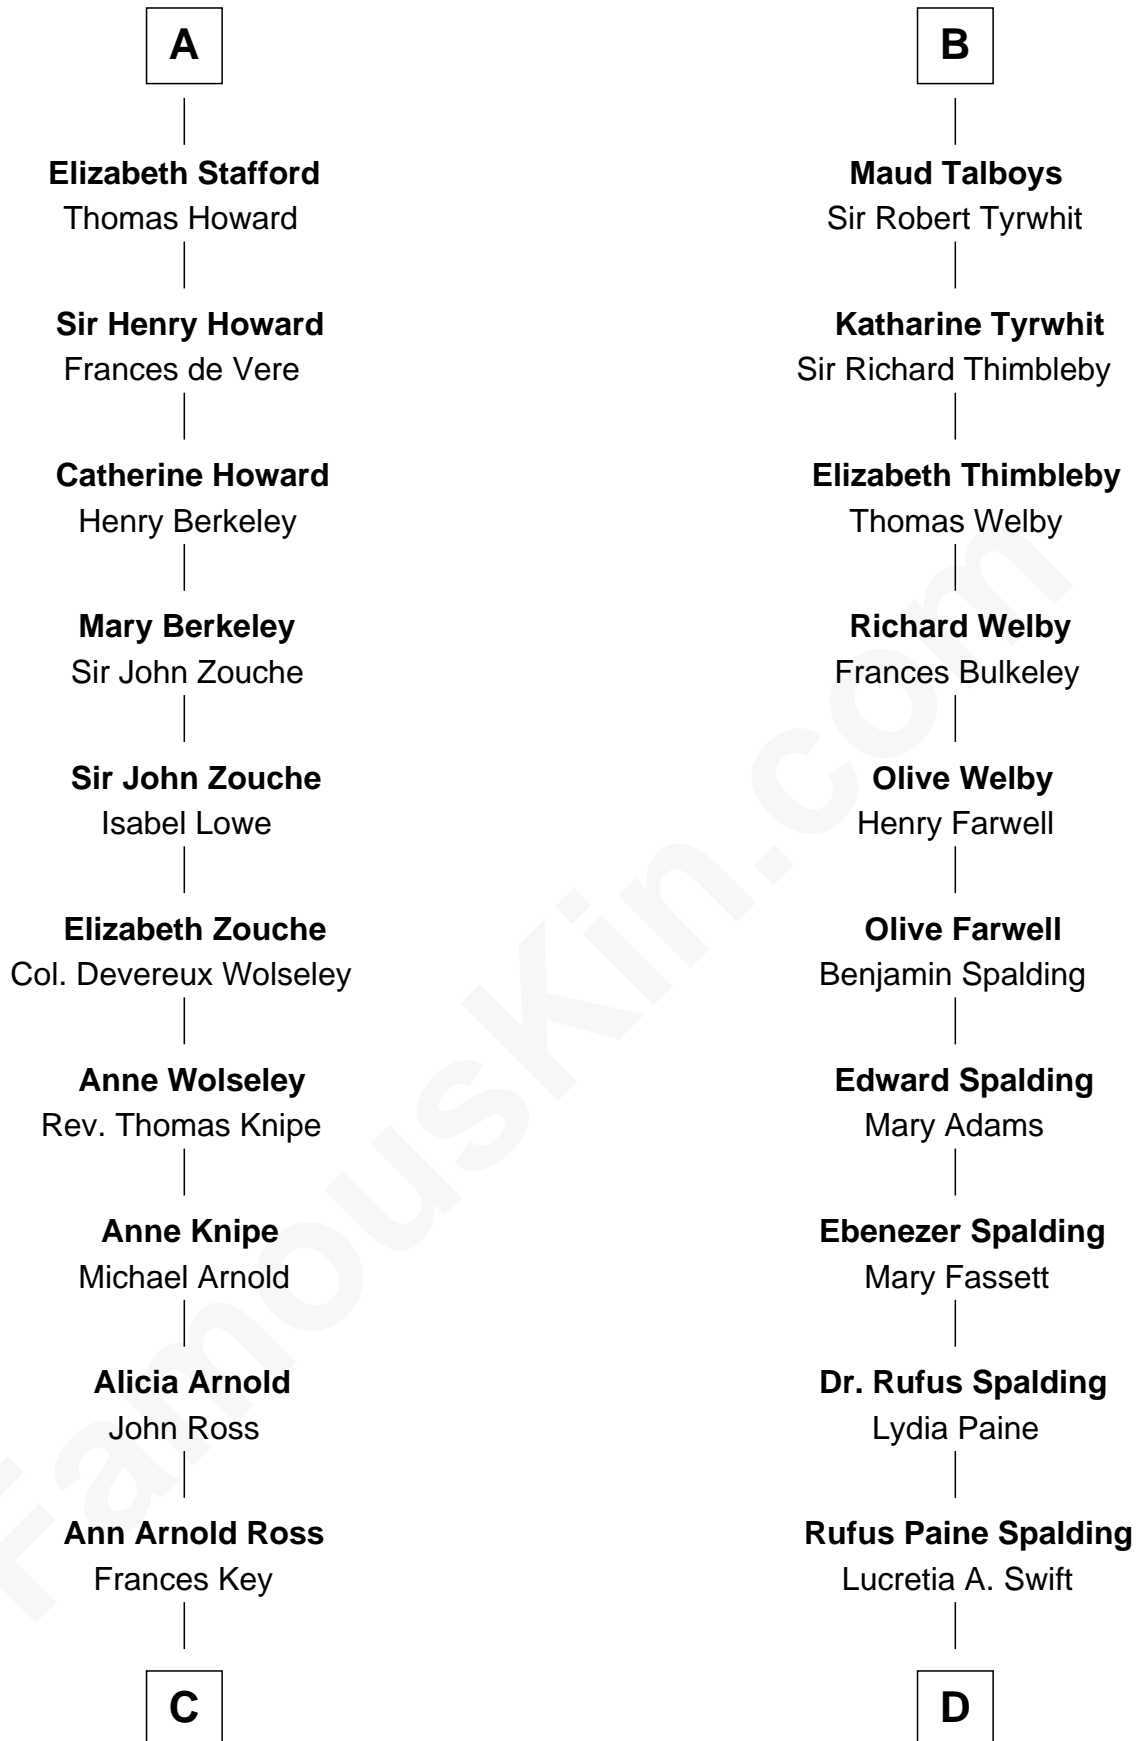 A
Elizabeth Stafford
Thomas Howard
Sir Henry Howard
Frances de Vere
Catherine Howard
Henry Berkeley
Mary Berkeley
Sir John Zouche
Sir John Zouche
Isabel Lowe
Elizabeth Zouche
Col. Devereux Wolseley
Anne Wolseley
Rev. Thomas Knipe
Anne Knipe
Michael Arnold
Alicia Arnold
John Ross
Ann Arnold Ross
Frances Key
C
B
Maud Talboys
Sir Robert Tyrwhit
Katharine Tyrwhit
Sir Richard Thimbleby
Elizabeth Thimbleby
Thomas Welby
Richard Welby
Frances Bulkeley
Olive Welby
Henry Farwell
Olive Farwell
Benjamin Spalding
Edward Spalding
Mary Adams
Ebenezer Spalding
Mary Fassett
Dr. Rufus Spalding
Lydia Paine
Rufus Paine Spalding
Lucretia A. Swift
D
FamousKin.com